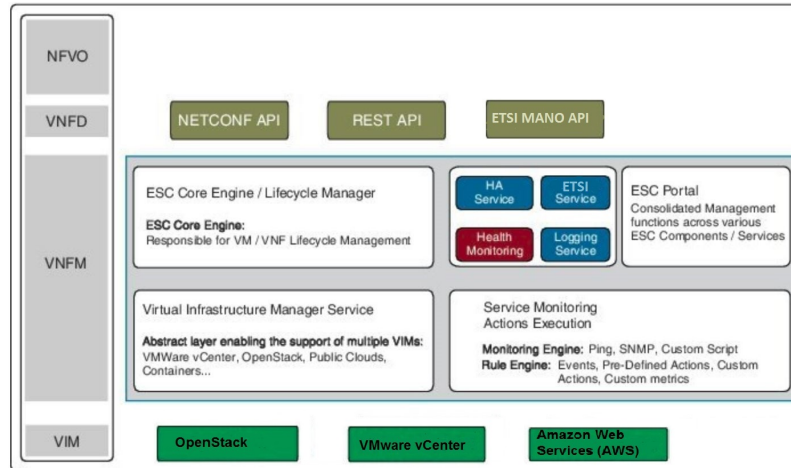 NFVO
VNFD
NETCONF API
REST API
ETSI MANO API
VNFM
ESC Core Engine / Lifecycle Manager
ESC Core Engine:
Responsible for VM / VNF Lifecycle Management
HA
Service
ETSI
Service
Health
Monitoring
Logging
Service
ESC Portal
Consolidated Management
functions across various
ESC Components / Services
Virtual Infrastructure Manager Service
Abstract layer enabling the support of multiple VIMs:
VMWare vCenter, OpenStack, Public Clouds,
Containers...
Service Monitoring
Actions Execution
Monitoring Engine: Ping, SNMP, Custom Script
Rule Engine: Events, Pre-Defined Actions, Custom
Actions, Custom metrics
VIM
OpenStack
VMware vCenter
Amazon Web
Services (AWS)